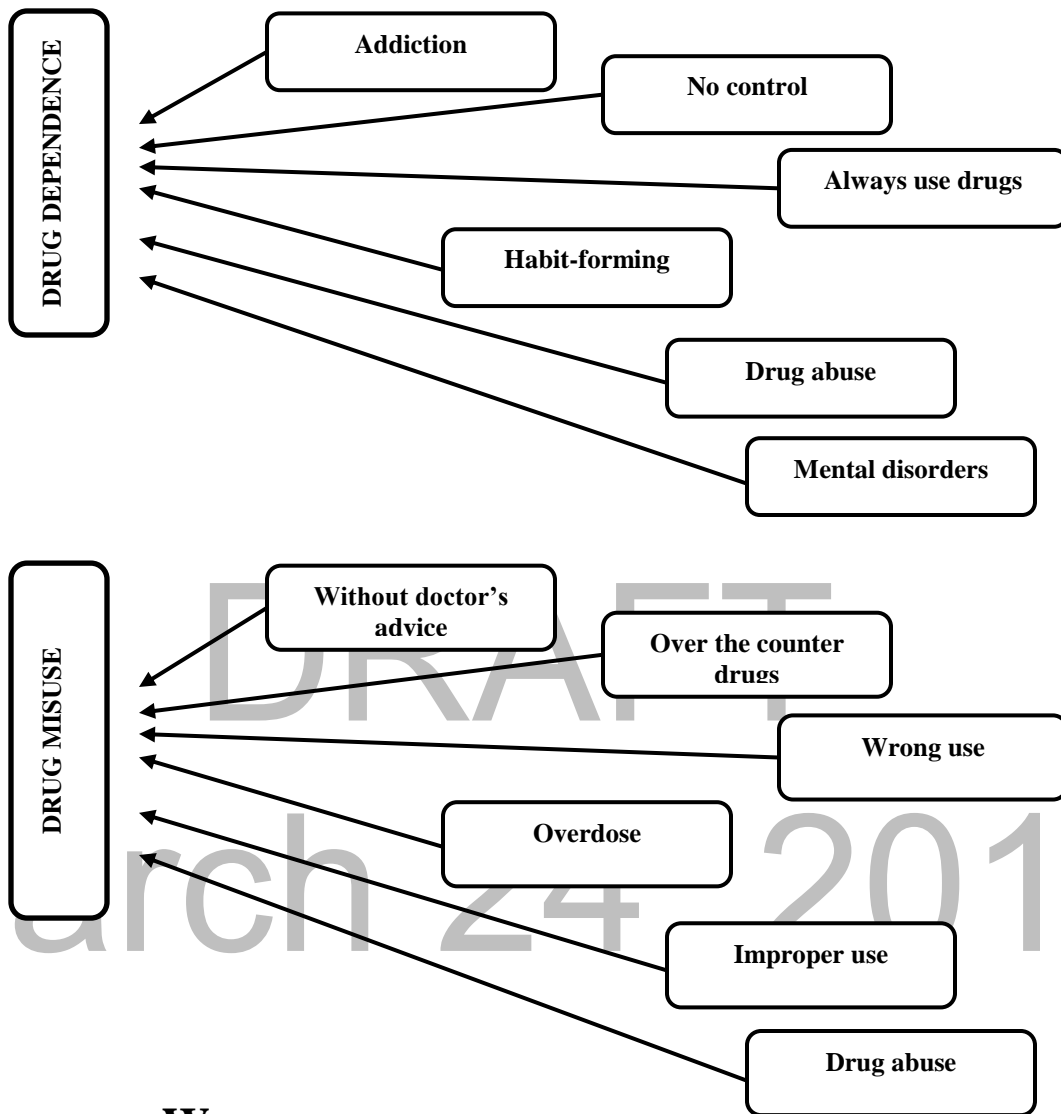 DRUG DEPENDENCE
Addiction
No control
Always use drugs
Habit-forming
Drug abuse
Mental disorders
DRUG MISUSE
Without doctor’s
advice
Over the counter
drugs
Wrong use
Overdose
Improper use
Drug abuse
DRAFT
arch 24 201